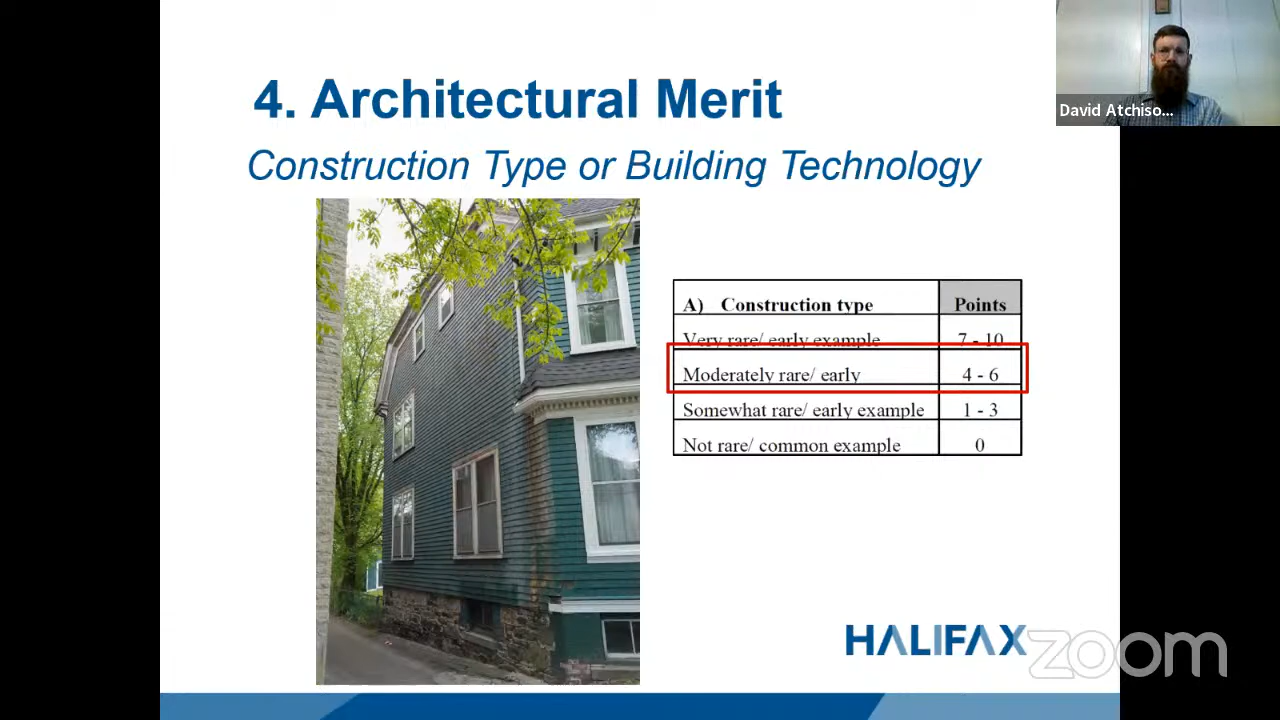 4. Architectural Merit
Construction Type or Building Technology
A) Construction type Points
Very rare/ early example 7 - 10
Moderately rare/ early 4 - 6
Somewhat rare/ early example 1 - 3
Not rare/ common example 0
David Atchiso...
HALIFAX
zoom